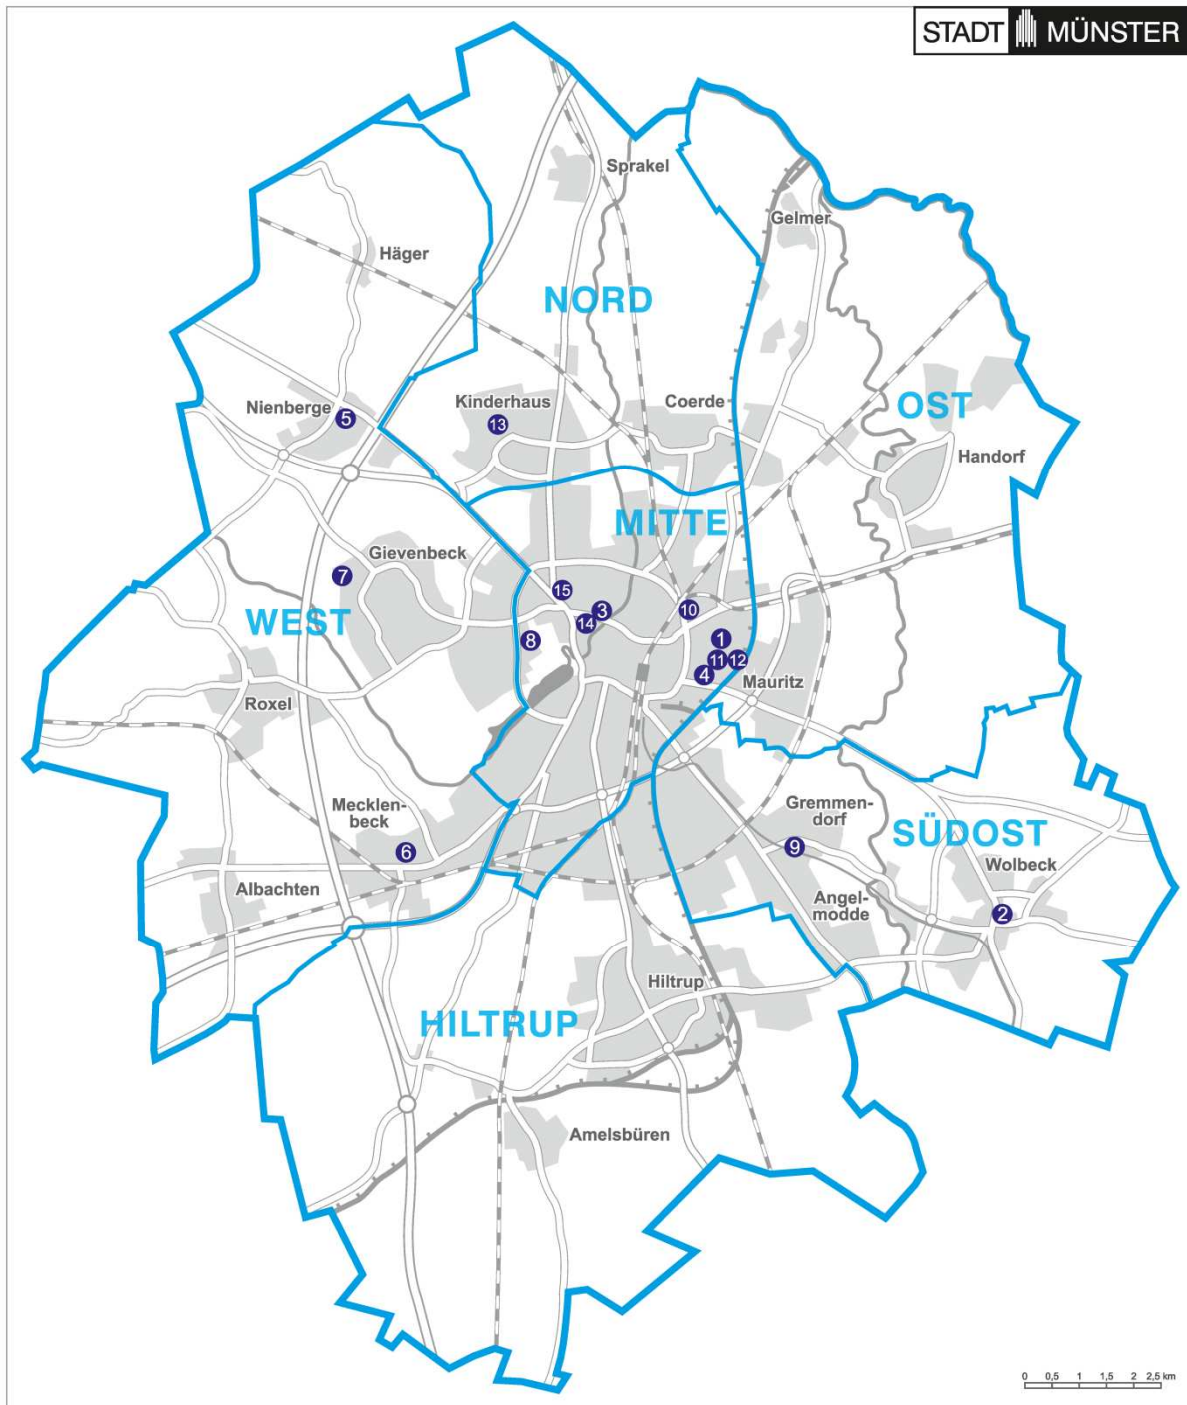 STADT MÜNSTER
Sprakel
Gelmer
Häger
NORD
Kinderhaus
Coerde
Nienberge
5
13
OST
Handorf
MITTE
Gievenbeck
7
WEST
15
3
14
10
8
1
11
12
4
Mauritz
Roxel
Mecklen-
beck
6
Gremmen-
dorf
9
SÜDOST
Wolbeck
Albachten
Angel-
modde
2
Hiltrup
HILTRUP
Amelsbüren
0 0,5 1 1,5 2 2,5 km